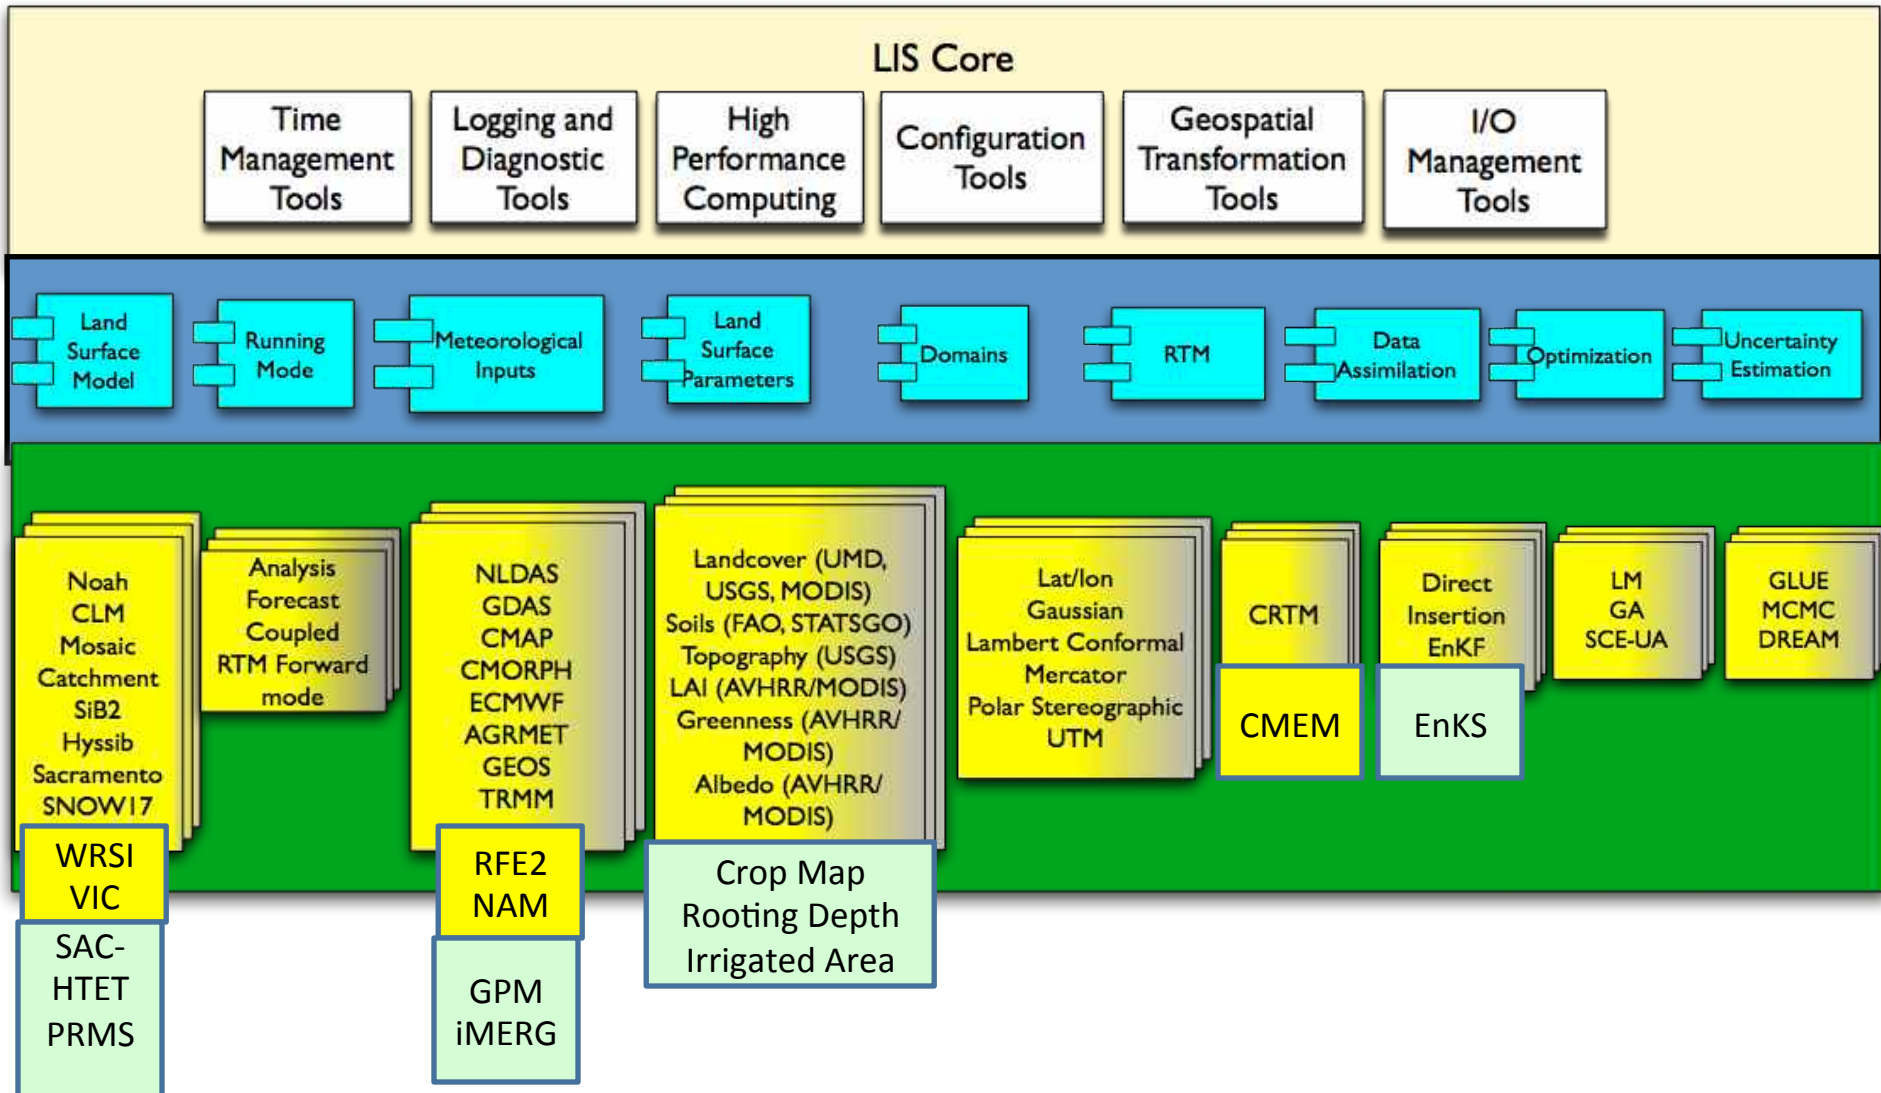 LIS Core
Time
Management
Tools
Logging and
Diagnostic
Tools
High
Performance
Computing
Configuration
Tools
Geospatial
Transformation
Tools
I/O
Management
Tools
Land
Surface
Model
Running
Mode
Meteorological
Inputs
Land
Surface
Parameters
Domains
RTM
Data
Assimilation
Optimization
Uncertainty
Estimation
Noah
CLM
Mosaic
Catchment
SiB2
Hyssib
Sacramento
SNOW17
WRSI
VIC
SAC-
HTET
PRMS
Analysis
Forecast
Coupled
RTM Forward
mode
NLDAS
GDAS
CMAP
CMORPH
ECMWF
AGRMET
GEOS
TRMM
RFE2
NAM
GPM
iMERG
Landcover (UMD,
USGS, MODIS)
Soils (FAO, STATSGO)
Topography (USGS)
LAI (AVHRR/MODIS)
Greenness (AVHRR/
MODIS)
Albedo (AVHRR/
MODIS)
Crop Map
Rooting Depth
Irrigated Area
Lat/lon
Gaussian
Lambert Conformal
Mercator
Polar Stereographic
UTM
CRTM
CMEM
Direct
Insertion
EnKF
EnKS
LM
GA
SCE-UA
GLUE
MCMC
DREAM